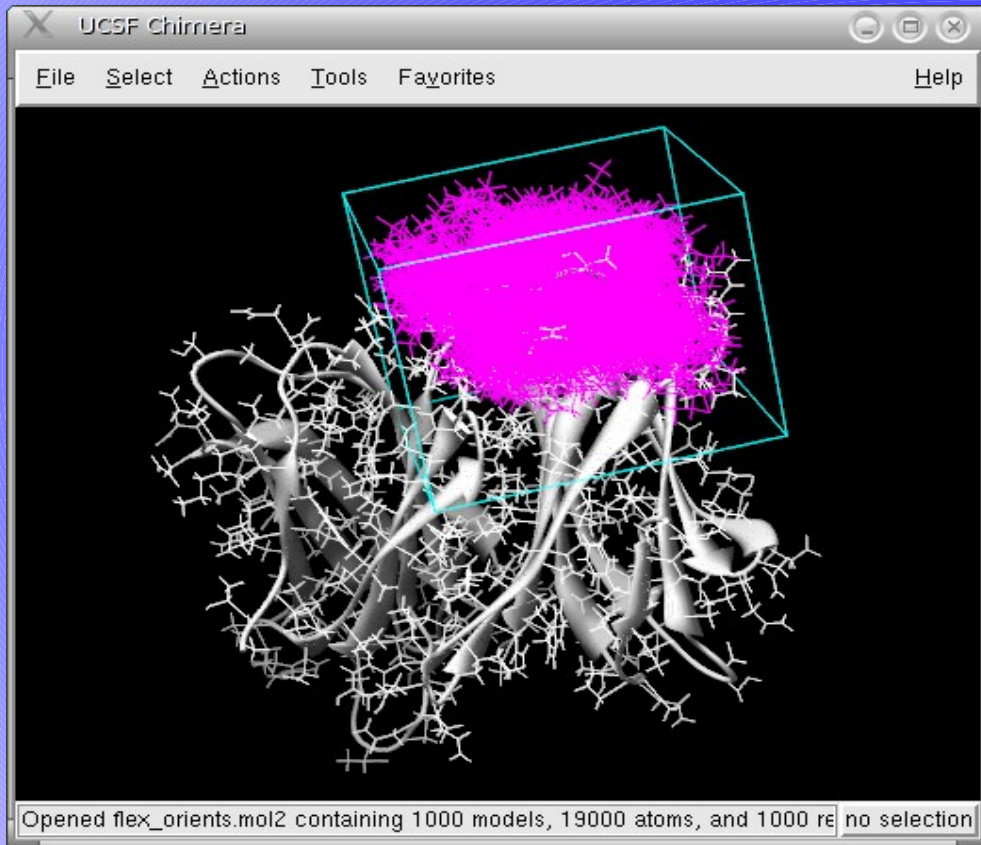 UCSF Chimera
File Select Actions Tools Favorites Help
Opened flex_orients.mol2 containing 1000 models, 19000 atoms, and 1000 re no selection